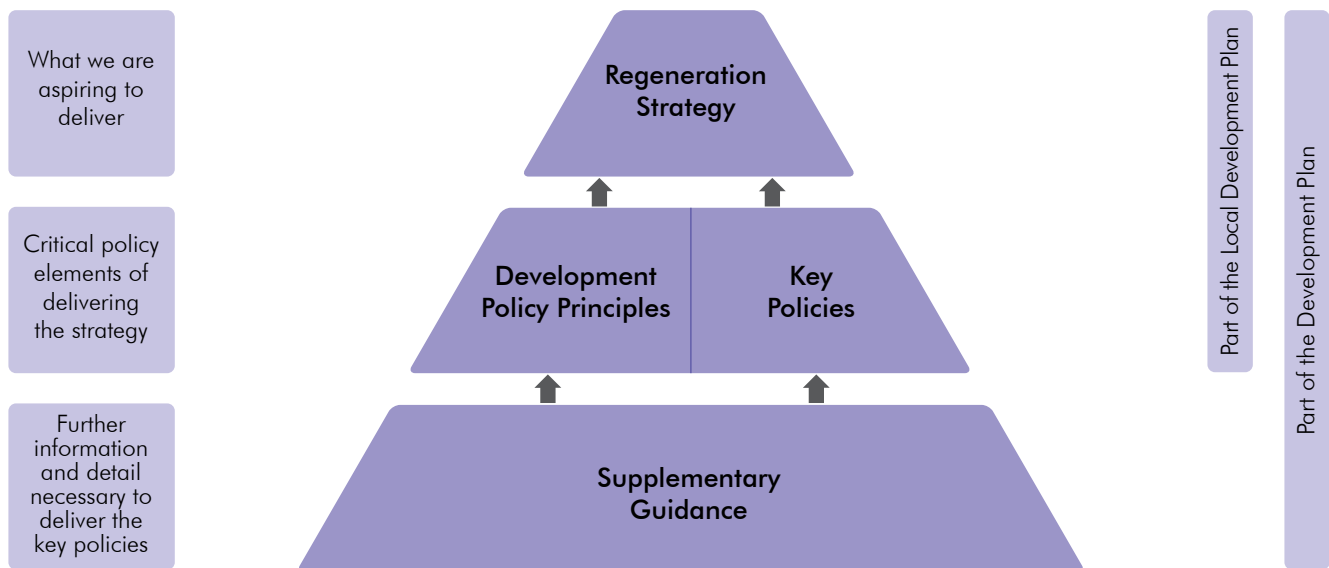 What we are
aspiring to
deliver
Regeneration
Strategy
Critical policy
elements of
delivering
the strategy
Development
Policy Principles
Key
Policies
Further
information
and detail
necessary to
deliver the
key policies
Supplementary
Guidance
Part of the Local Development Plan
Part of the Development Plan